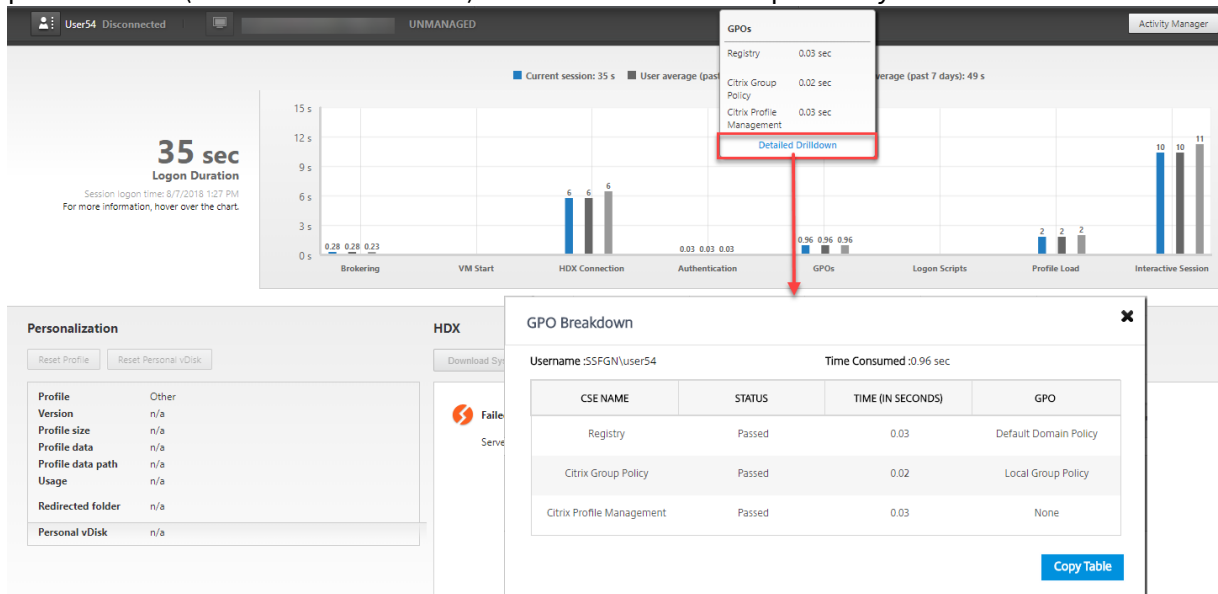 User54 Disconnected
UNMANAGED
Activity Manager
GPOs
Registry 0.03 sec
Citrix Group Policy 0.02 sec
Citrix Profile Management 0.03 sec
Detailed Drilldown
Current session: 35 s User average (pas
verage (past 7 days): 49 s
35 sec
Logon Duration
Session logon time: 8/7/2018 1:27 PM
For more information, hover over the chart.
15 s
12 s
9 s
6 s
3 s
0 s
0.28 0.28 0.23
6 6 6
0.03 0.03 0.03
0.96 0.96 0.96
2 2 2
10 10 11
Brokering VM Start HDX Connection Authentication GPOs Logon Scripts Profile Load Interactive Session
Personalization
Reset Profile Reset Personal vDisk
Profile Other
Version n/a
Profile size n/a
Profile data n/a
Profile data path n/a
Usage n/a
Redirected folder n/a
Personal vDisk n/a
HDX
Download Sy
Faile
Serve
GPO Breakdown
Username :SSFGN\user54 Time Consumed :0.96 sec
CSE NAME STATUS TIME (IN SECONDS) GPO
Registry Passed 0.03 Default Domain Policy
Citrix Group Policy Passed 0.02 Local Group Policy
Citrix Profile Management Passed 0.03 None
Copy Table